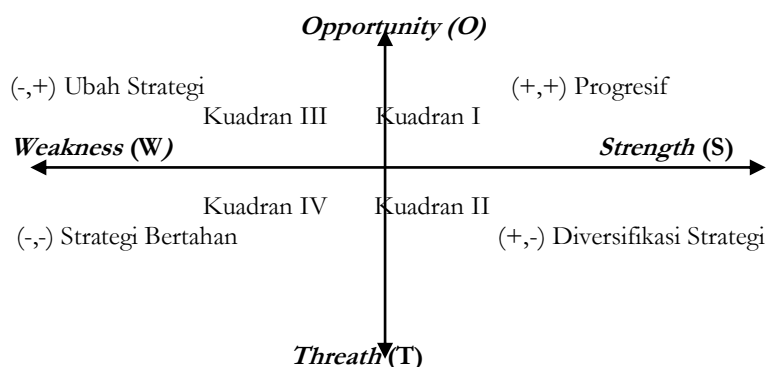 Opportunity (O)
(-,+) Ubah Strategi
(+,+) Progresif
Kuadran III
Kuadran I
Weakness (W)
Strength (S)
Kuadran IV
Kuadran II
(-,-) Strategi Bertahan
(+,-) Diversifikasi Strategi
Threath (T)